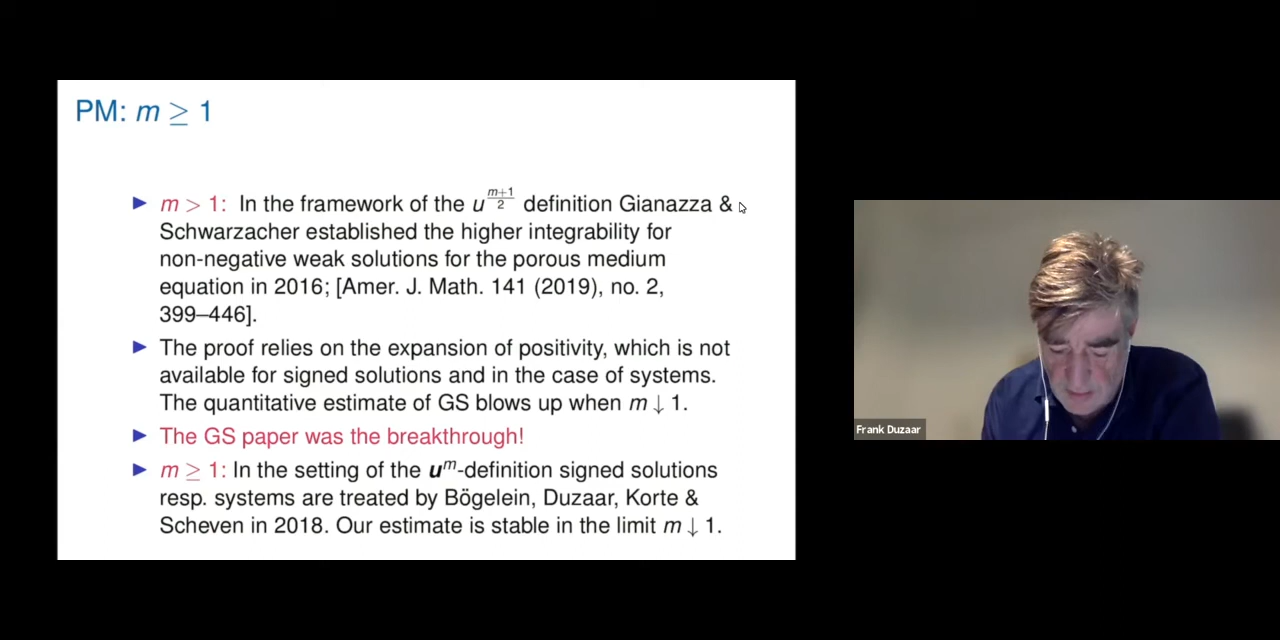 PM: m ≥ 1
▶ m > 1: In the framework of the u^{\frac{m+1}{2}} definition Gianazza &
Schwarzacher established the higher integrability for
non-negative weak solutions for the porous medium
equation in 2016; [Amer. J. Math. 141 (2019), no. 2,
399–446].
▶ The proof relies on the expansion of positivity, which is not
available for signed solutions and in the case of systems.
The quantitative estimate of GS blows up when m ↓ 1.
▶ The GS paper was the breakthrough!
▶ m ≥ 1: In the setting of the u^m-definition signed solutions
resp. systems are treated by Bögelein, Duzaar, Korte &
Scheven in 2018. Our estimate is stable in the limit m ↓ 1.
Frank Duzaar